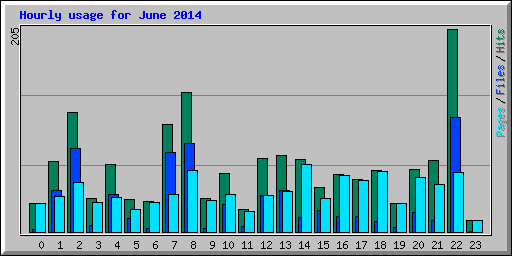 Hourly usage for June 2014
205
Pages/Files/Hits
0 1 2 3 4 5 6 7 8 9 10 11 12 13 14 15 16 17 18 19 20 21 22 23